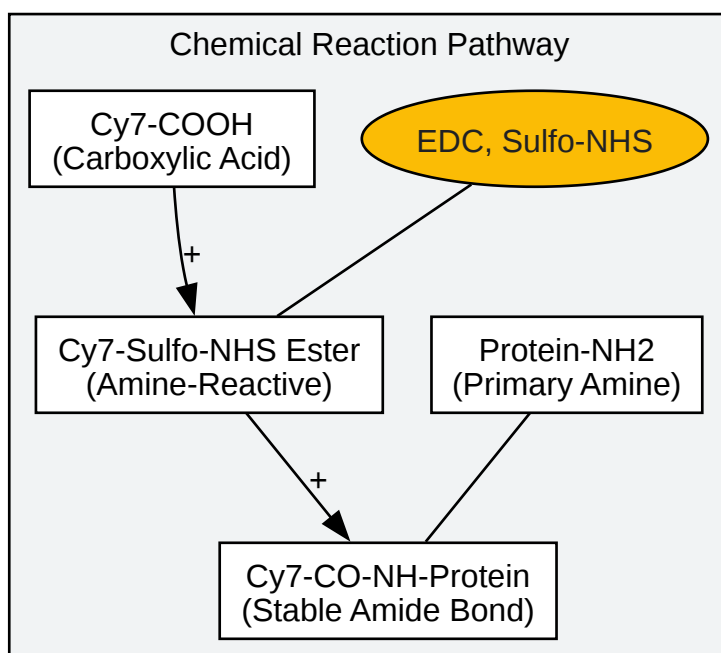 Chemical Reaction Pathway
Cy7-COOH
(Carboxylic Acid)
EDC, Sulfo-NHS
+
Cy7-Sulfo-NHS Ester
(Amine-Reactive)
Protein-NH2
(Primary Amine)
+
Cy7-CO-NH-Protein
(Stable Amide Bond)